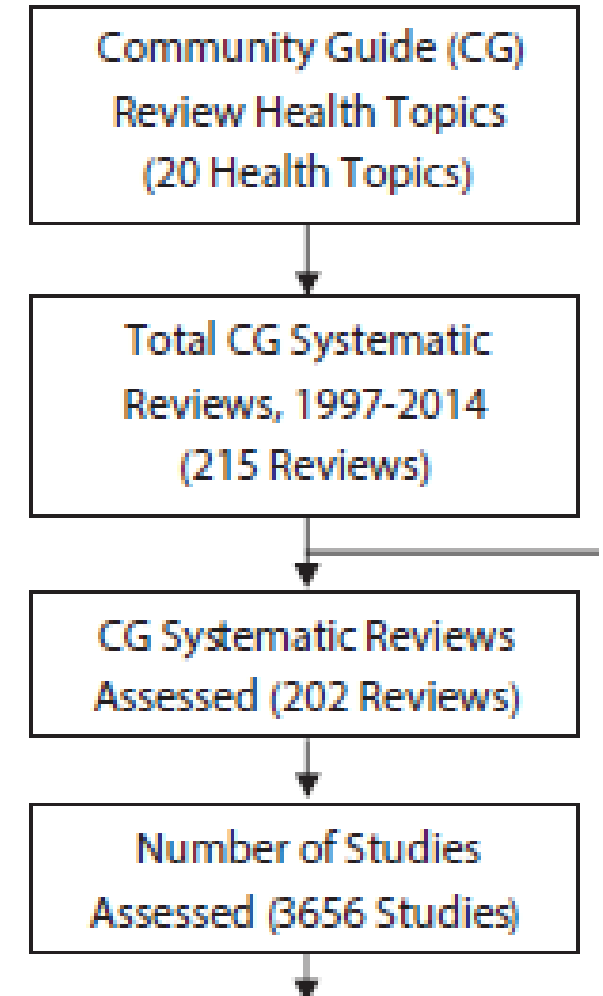 Community Guide (CG)
Review Health Topics
(20 Health Topics)
Total CG Systematic
Reviews, 1997-2014
(215 Reviews)
CG Systematic Reviews
Assessed (202 Reviews)
Number of Studies
Assessed (3656 Studies)